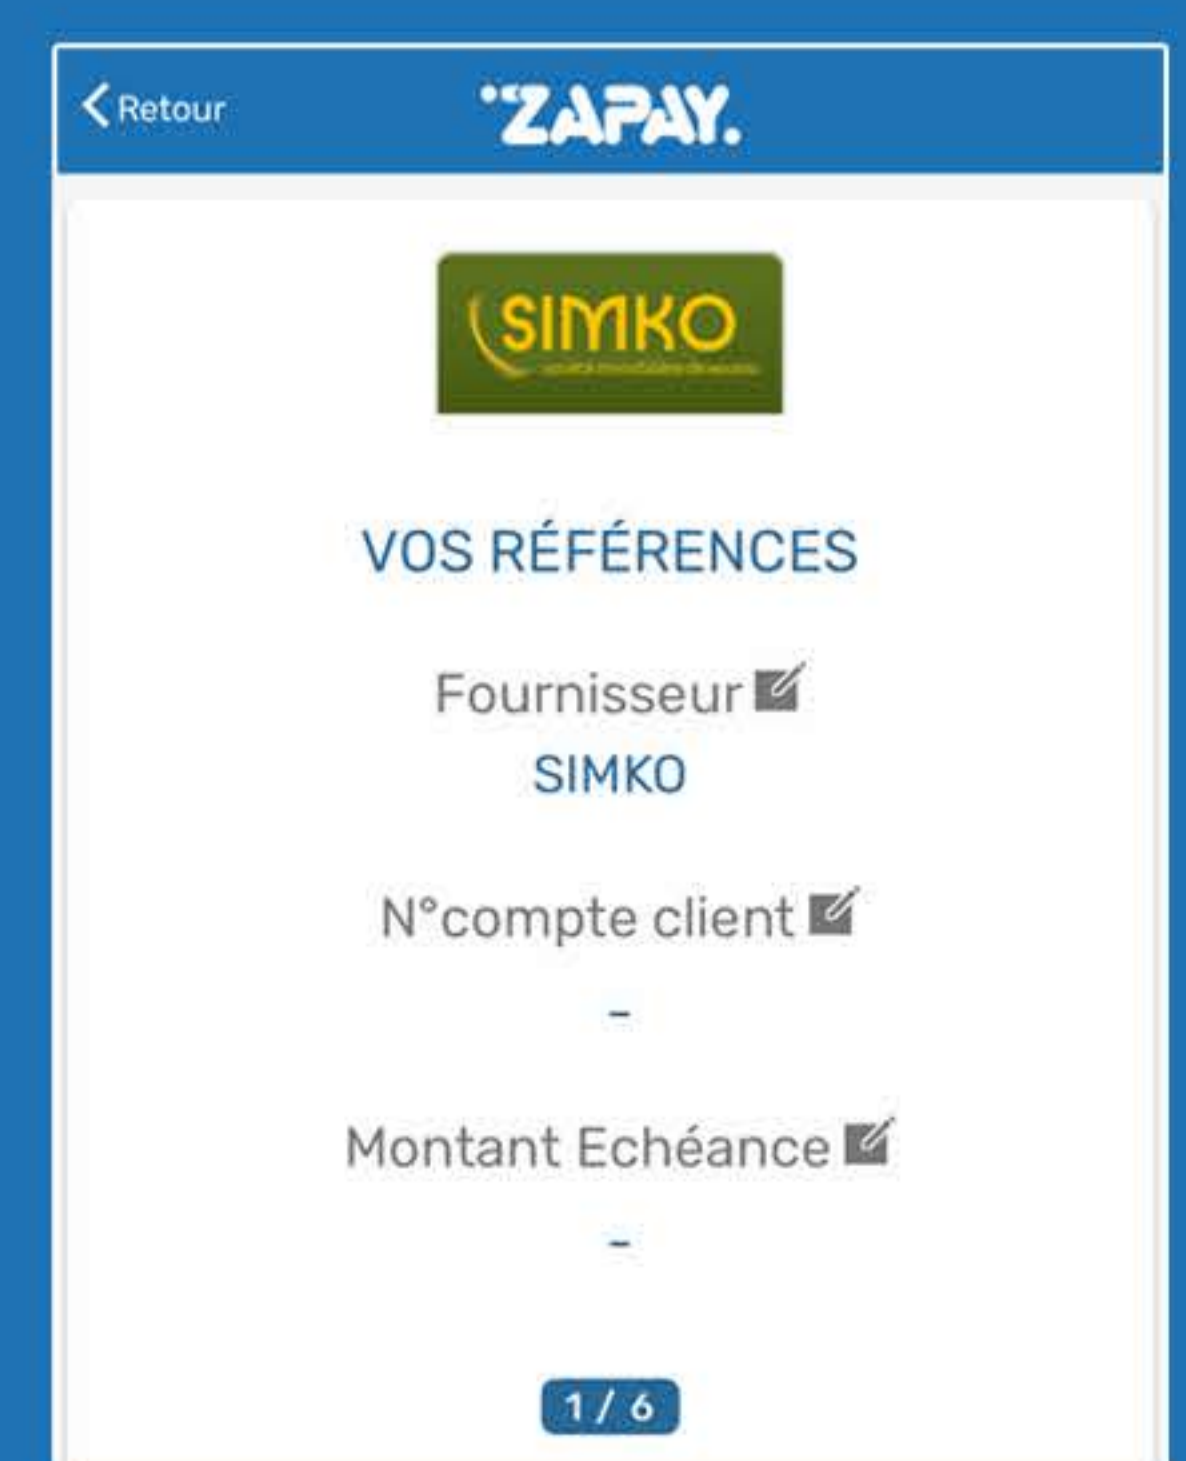 Retour
ZAPAY.
SIMKO
VOS RÉFÉRENCES
Fournisseur
SIMKO
N°compte client
-
Montant Echéance
-
1 / 6